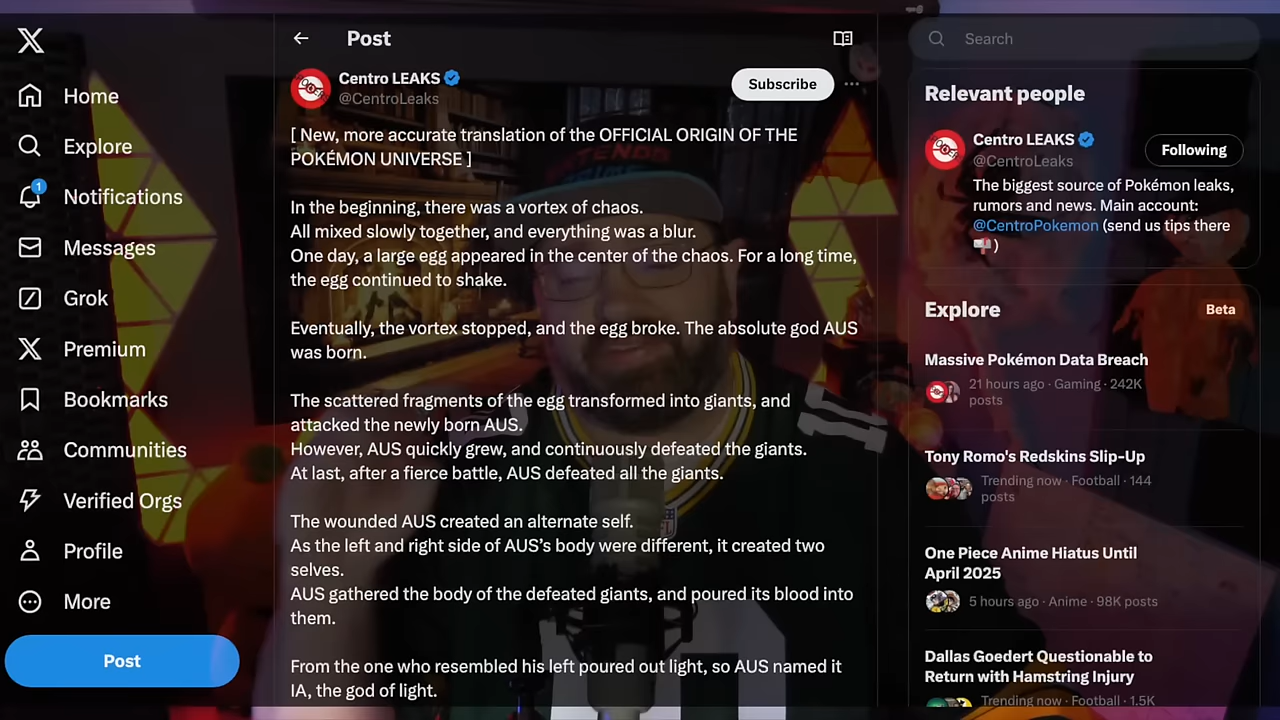 Home
Explore
1
Notifications
Messages
Grok
Premium
Bookmarks
Communities
Verified Orgs
Profile
More
Post
Post
Centro LEAKS
@CentroLeaks
Subscribe
[ New, more accurate translation of the OFFICIAL ORIGIN OF THE
POKÉMON UNIVERSE ]
In the beginning, there was a vortex of chaos.
All mixed slowly together, and everything was a blur.
One day, a large egg appeared in the center of the chaos. For a long time,
the egg continued to shake.
Eventually, the vortex stopped, and the egg broke. The absolute god AUS
was born.
The scattered fragments of the egg transformed into giants, and
attacked the newly born AUS.
However, AUS quickly grew, and continuously defeated the giants.
At last, after a fierce battle, AUS defeated all the giants.
The wounded AUS created an alternate self.
As the left and right side of AUS’s body were different, it created two
selves.
AUS gathered the body of the defeated giants, and poured its blood into
them.
From the one who resembled his left poured out light, so AUS named it
IA, the god of light.
Search
Relevant people
Centro LEAKS
@CentroLeaks
Following
The biggest source of Pokémon leaks,
rumors and news. Main account:
@CentroPokemon (send us tips there
)
Explore
Beta
Massive Pokémon Data Breach
21 hours ago · Gaming · 242K
posts
Tony Romo's Redskins Slip-Up
Trending now · Football · 144
posts
One Piece Anime Hiatus Until
April 2025
5 hours ago · Anime · 98K posts
Dallas Goedert Questionable to
Return with Hamstring Injury
Trending now · Football · 1.5K
NFL